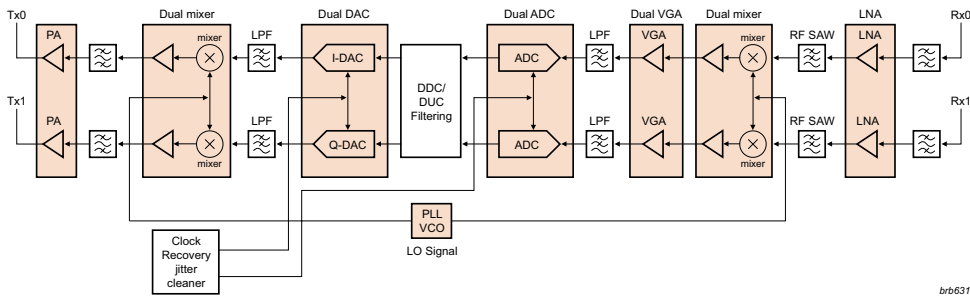 Tx0
Dual mixer
Dual DAC
Dual ADC
Dual VGA
Dual mixer
LNA
Rx0
PA
mixer
LPF
I-DAC
DDC/
DUC
Filtering
ADC
LPF
VGA
mixer
RF SAW
LNA
Tx1
Rx1
PA
mixer
LPF
Q-DAC
ADC
LPF
VGA
mixer
RF SAW
LNA
PLL
VCO
LO Signal
Clock
Recovery
jitter
cleaner
brb631